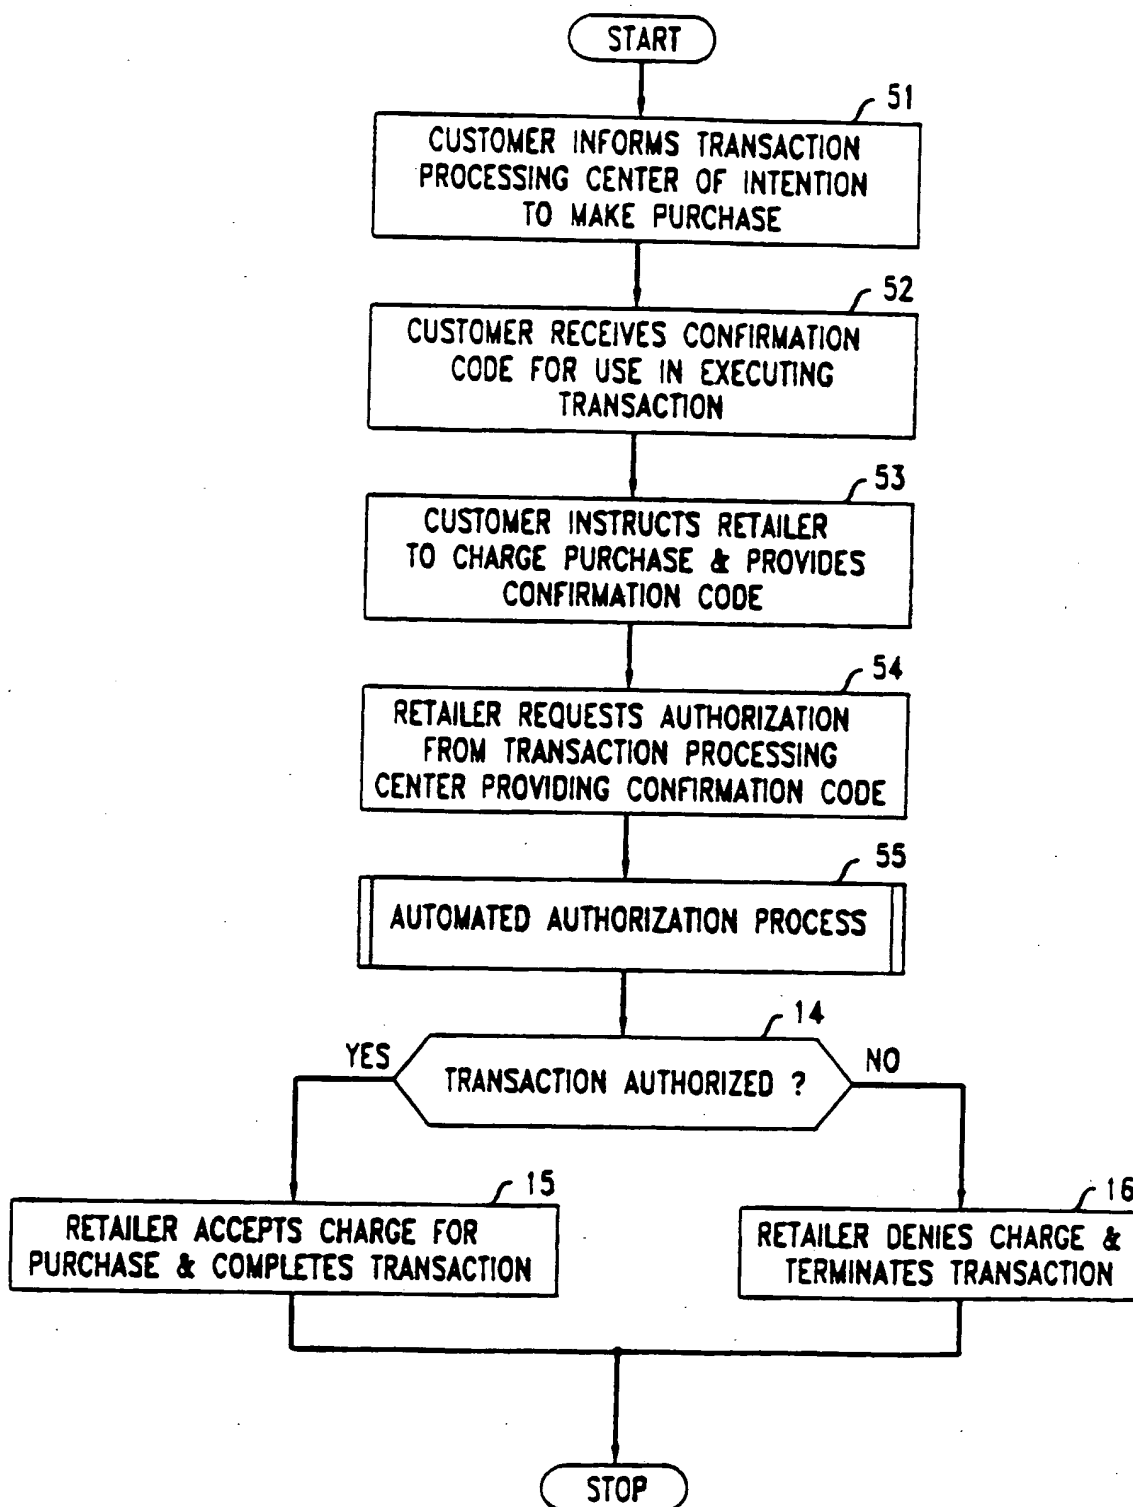 START
51
CUSTOMER INFORMS TRANSACTION
PROCESSING CENTER OF INTENTION
TO MAKE PURCHASE
52
CUSTOMER RECEIVES CONFIRMATION
CODE FOR USE IN EXECUTING
TRANSACTION
53
CUSTOMER INSTRUCTS RETAILER
TO CHARGE PURCHASE & PROVIDES
CONFIRMATION CODE
54
RETAILER REQUESTS AUTHORIZATION
FROM TRANSACTION PROCESSING
CENTER PROVIDING CONFIRMATION CODE
55
AUTOMATED AUTHORIZATION PROCESS
14
YES
TRANSACTION AUTHORIZED ?
NO
15
RETAILER ACCEPTS CHARGE FOR
PURCHASE & COMPLETES TRANSACTION
16
RETAILER DENIES CHARGE &
TERMINATES TRANSACTION
STOP